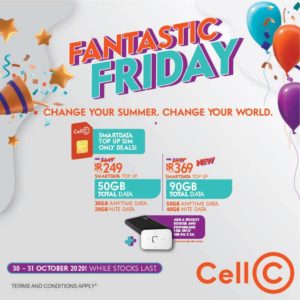 FANTASTIC
FRIDAY
CHANGE YOUR SUMMER. CHANGE YOUR WORLD.
SMARTDATA
TOP UP SIM
ONLY DEALS!
R249
SMARTDATA TOP UP
50GB
TOTAL DATA
30GB ANYTIME DATA
20GB NITE DATA
R369 NEW
SMARTDATA TOP UP
90GB
TOTAL DATA
50GB ANYTIME DATA
40GB NITE DATA
ADD A POCKET
30 - 31 OCTOBER 2020! WHILE STOCKS LAST
TERMS AND CONDITIONS APPLY*
Cell C